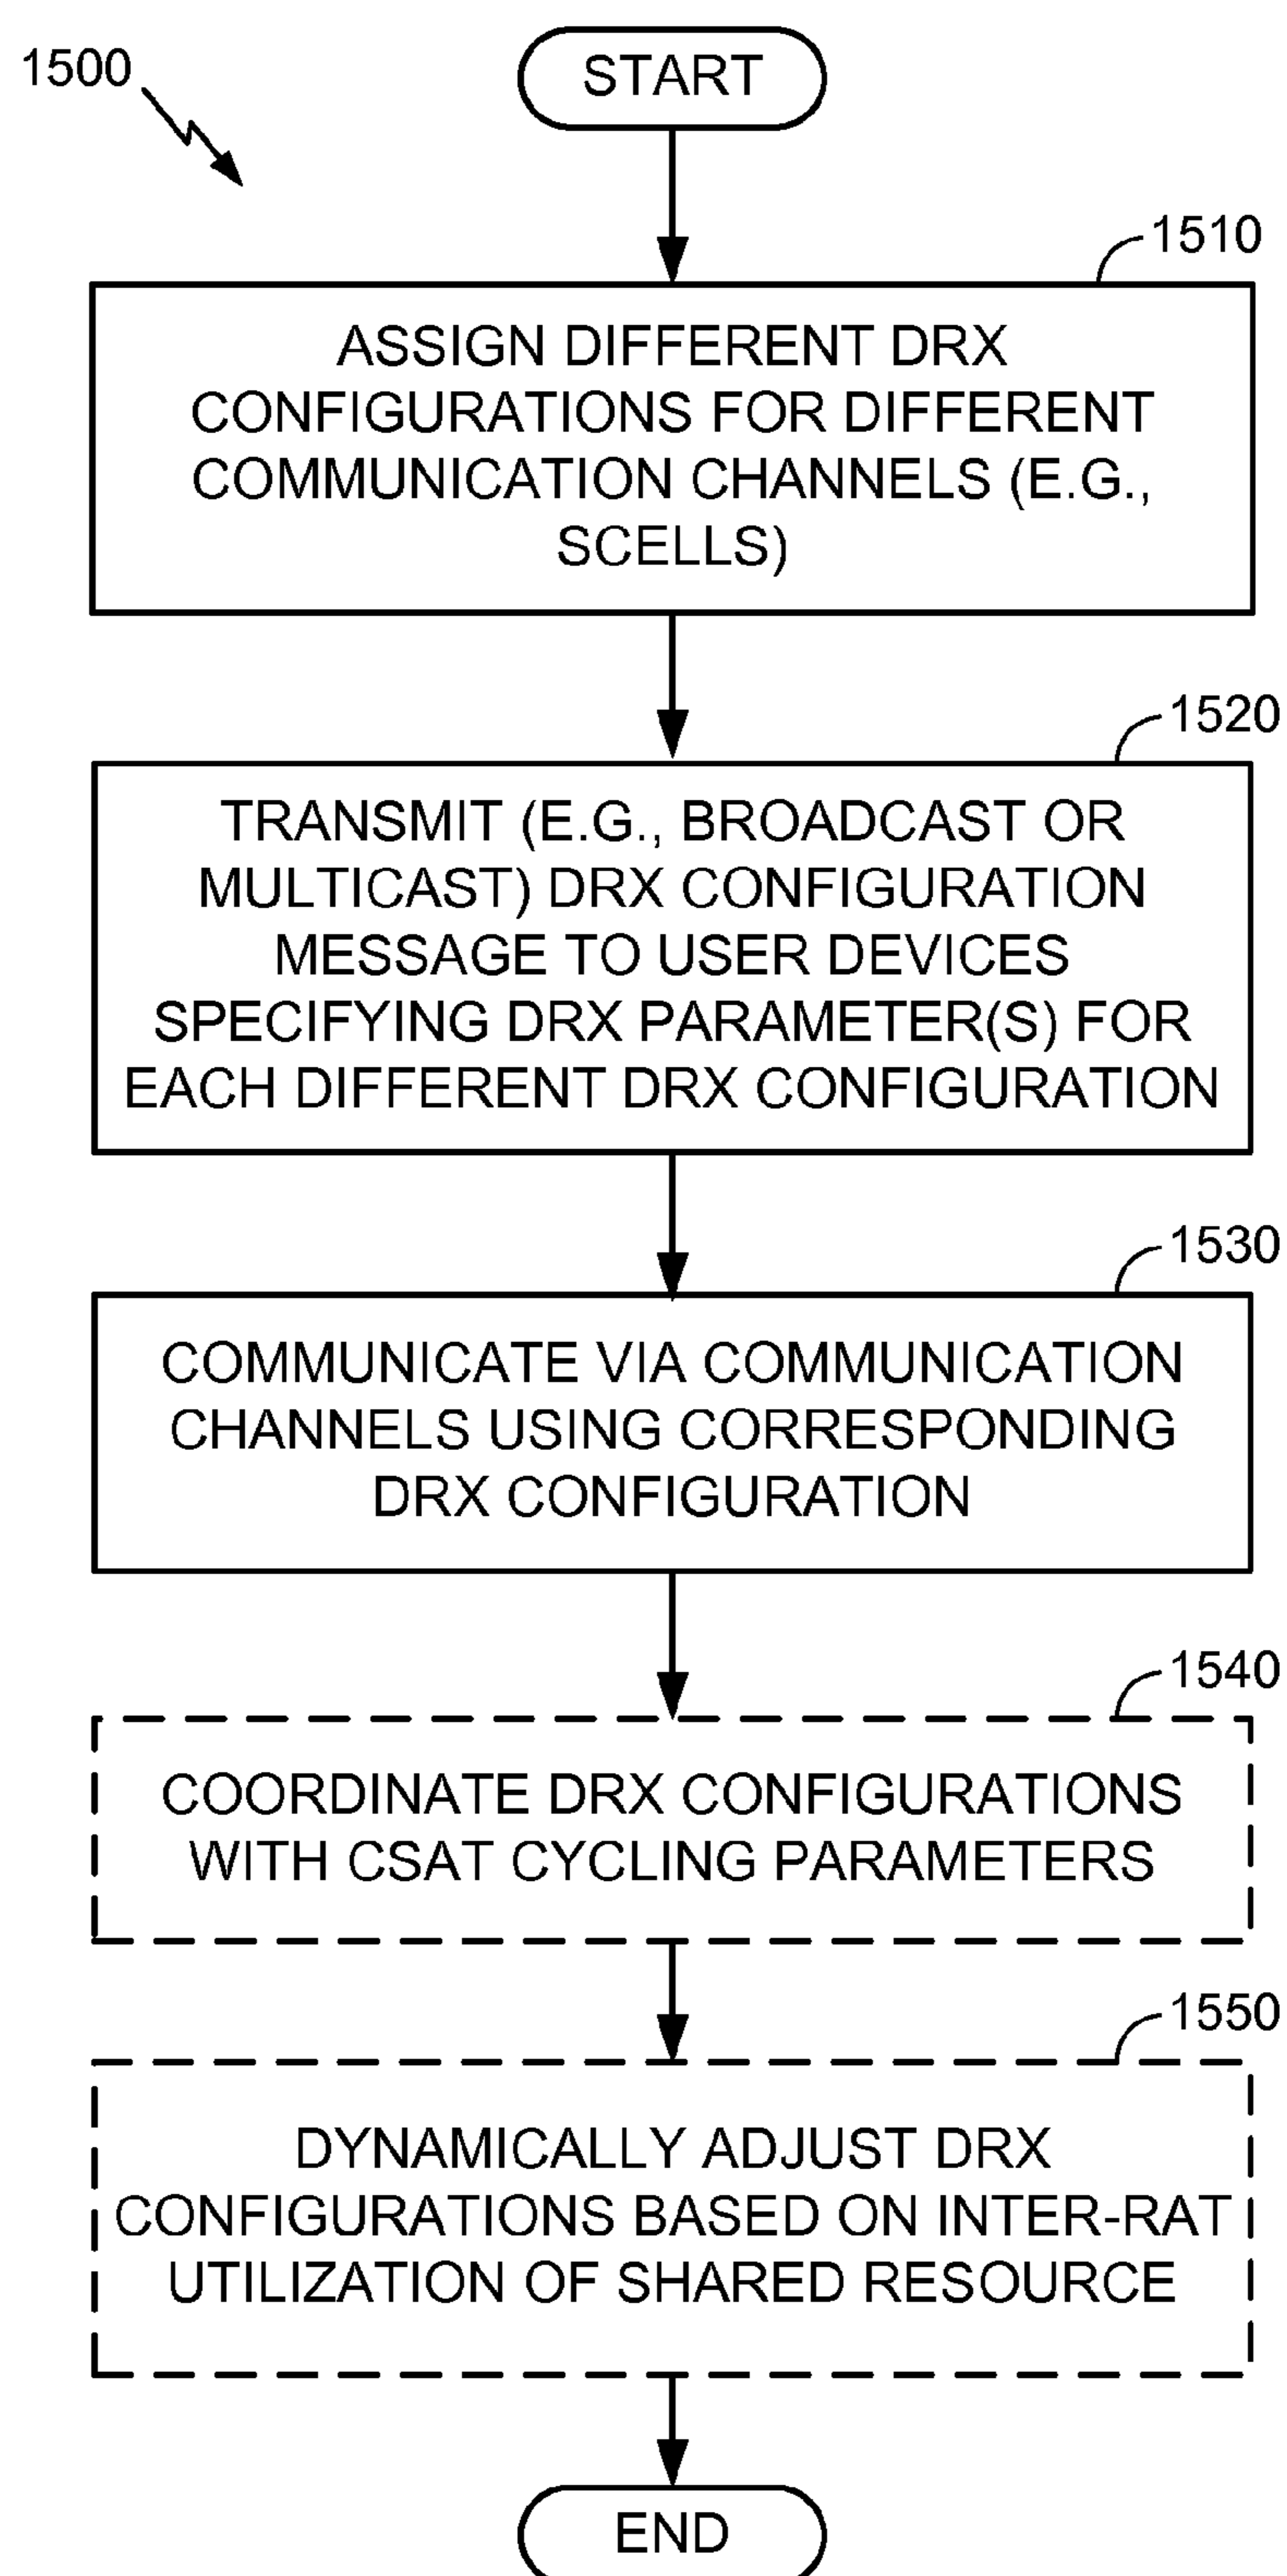 1500
START
1510
ASSIGN DIFFERENT DRX
CONFIGURATIONS FOR DIFFERENT
COMMUNICATION CHANNELS (E.G.,
SCELLS)
1520
TRANSMIT (E.G., BROADCAST OR
MULTICAST) DRX CONFIGURATION
MESSAGE TO USER DEVICES
SPECIFYING DRX PARAMETER(S) FOR
EACH DIFFERENT DRX CONFIGURATION
1530
COMMUNICATE VIA COMMUNICATION
CHANNELS USING CORRESPONDING
DRX CONFIGURATION
1540
COORDINATE DRX CONFIGURATIONS
WITH CSAT CYCLING PARAMETERS
1550
DYNAMICALLY ADJUST DRX
CONFIGURATIONS BASED ON INTER-RAT
UTILIZATION OF SHARED RESOURCE
END